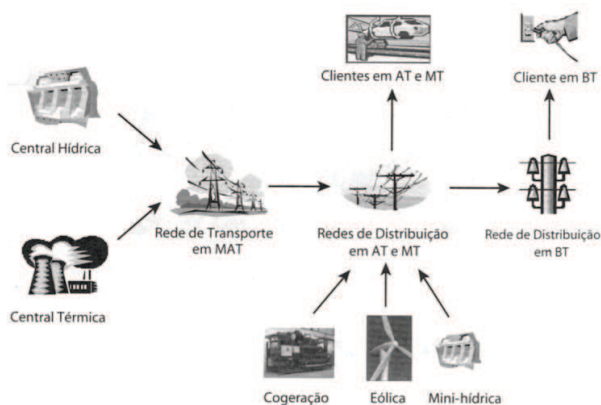 Clientes em AT e MT
Cliente em BT
Central Hídrica
Rede de Transporte
em MAT
Redes de Distribuição
em AT e MT
Rede de Distribuição
em BT
Central Térmica
Cogeração
Eólica
Mini-hídrica